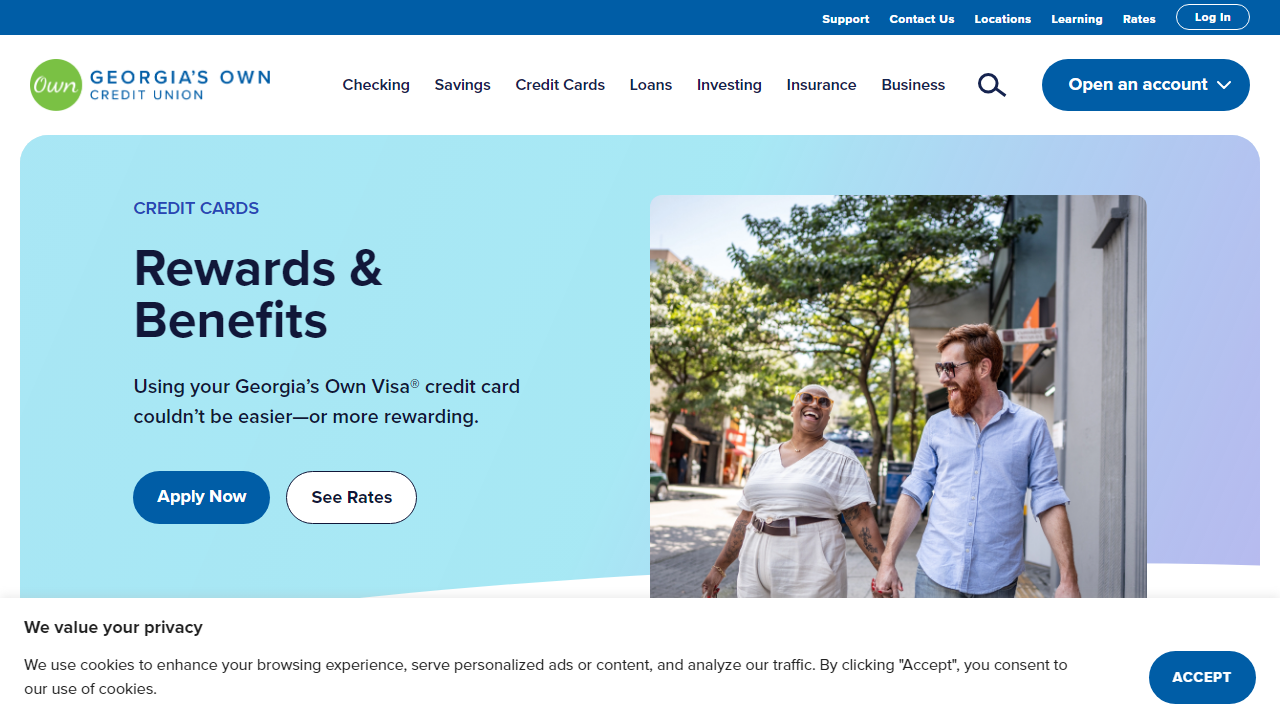 Support Contact Us Locations Learning Rates Log In
Own GEORGIA'S OWN
CREDIT UNION
Checking Savings Credit Cards Loans Investing Insurance Business Open an account
CREDIT CARDS
Rewards &
Benefits
Using your Georgia’s Own Visa® credit card
couldn’t be easier—or more rewarding.
Apply Now See Rates
We value your privacy
We use cookies to enhance your browsing experience, serve personalized ads or content, and analyze our traffic. By clicking "Accept", you consent to
our use of cookies.
ACCEPT